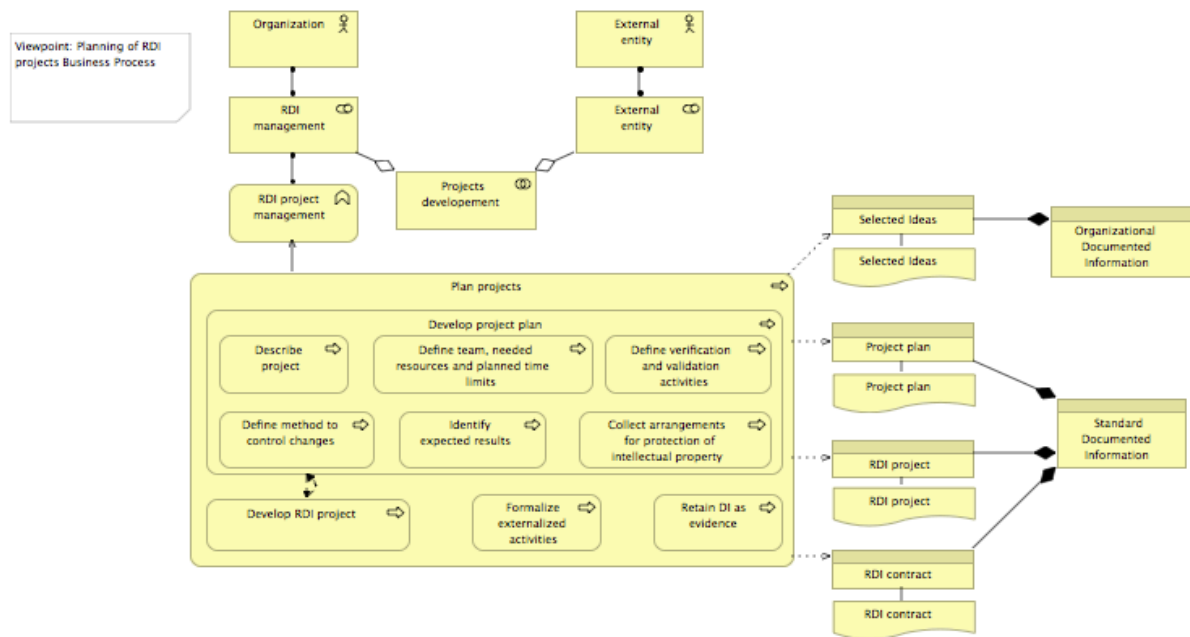 Viewpoint: Planning of RDI
projects Business Process
Organization
External
entity
RDI
management
External
entity
RDI project
management
Projects
developement
Selected Ideas
Selected Ideas
Organizational
Documented
Information
Plan projects
Develop project plan
Describe
project
Define team, needed
resources and planned time
limits
Define verification
and validation
activities
Define method to
control changes
Identify
expected results
Collect arrangements
for protection of
intellectual property
Develop RDI project
Formalize
externalized
activities
Retain DI as
evidence
Project plan
Project plan
Standard
Documented
Information
RDI project
RDI project
RDI contract
RDI contract